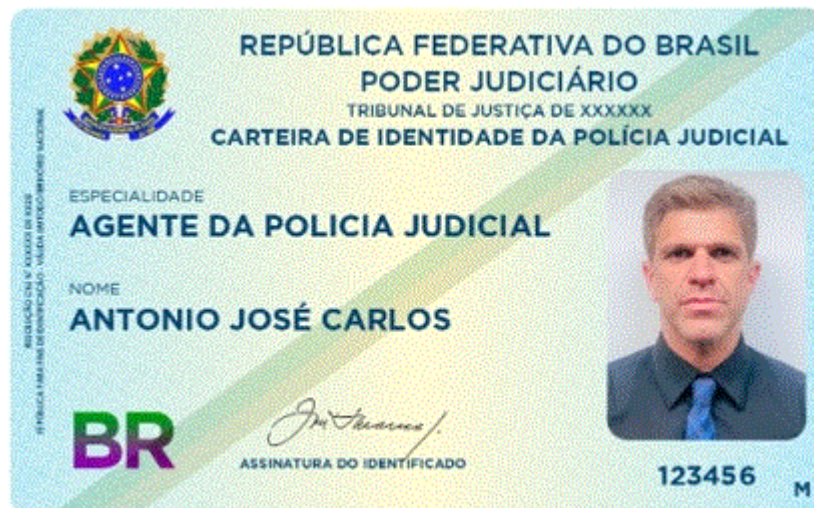 REPÚBLICA FEDERATIVA DO BRASIL
PODER JUDICIÁRIO
TRIBUNAL DE JUSTIÇA DE XXXXXX
CARTEIRA DE IDENTIDADE DA POLÍCIA JUDICIAL
ESPECIALIDADE
AGENTE DA POLICIA JUDICIAL
NOME
ANTONIO JOSÉ CARLOS
BR
ASSINATURA DO IDENTIFICADO
123456
M